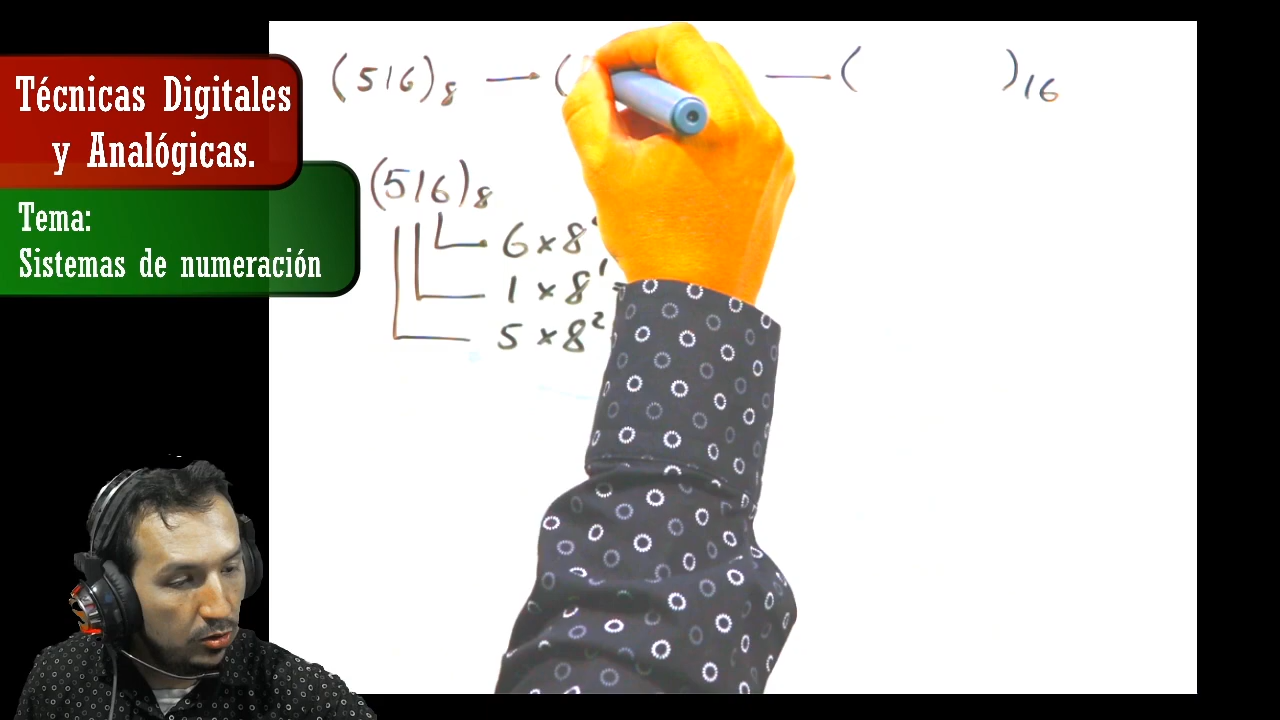 Técnicas Digitales
y Analógicas.
Tema:
Sistemas de numeración
(516)8 → ( → ( )16
(516)8
6 x 8
1 x 8¹ =
5 x 8²